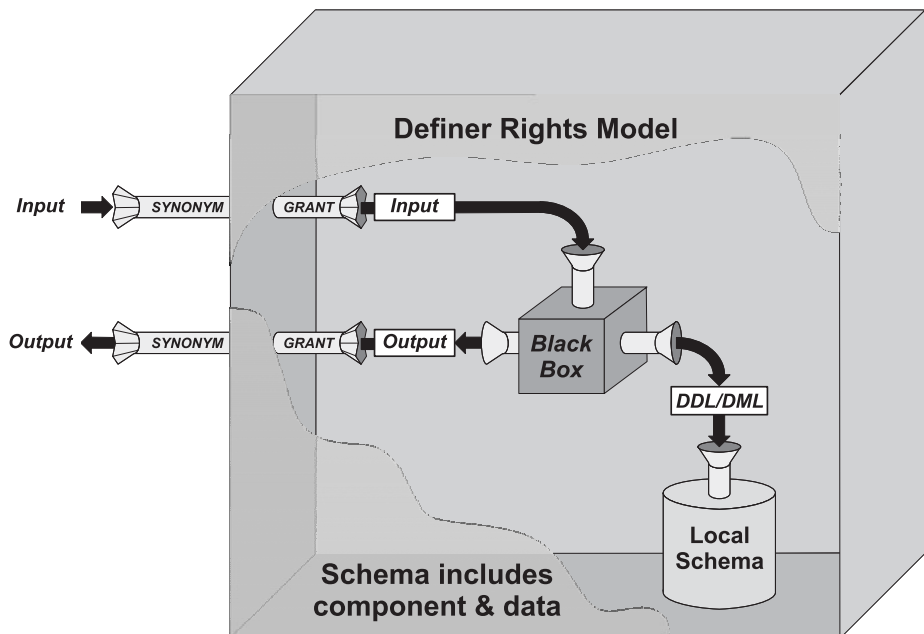 Definer Rights Model
Input SYNONYM GRANT Input
Output SYNONYM GRANT Output
Black
Box
DDL/DML
Local
Schema
Schema includes
component & data